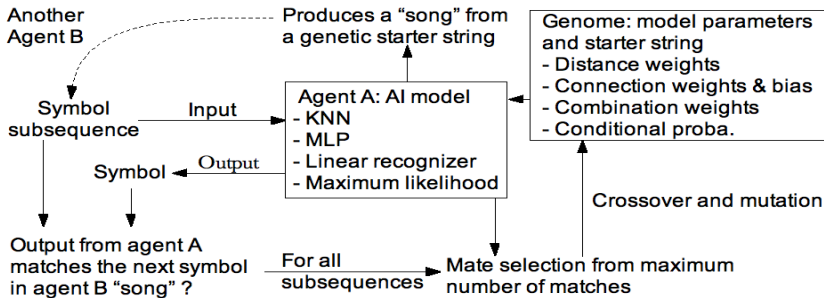 Another
Agent B
Produces a “song” from
a genetic starter string
Genome: model parameters
and starter string
- Distance weights
- Connection weights & bias
- Combination weights
- Conditional proba.
Symbol
subsequence
Input
Agent A: AI model
- KNN
- MLP
- Linear recognizer
- Maximum likelihood
Symbol
Output
Crossover and mutation
Output from agent A
matches the next symbol
in agent B “song” ?
For all
subsequences
Mate selection from maximum
number of matches